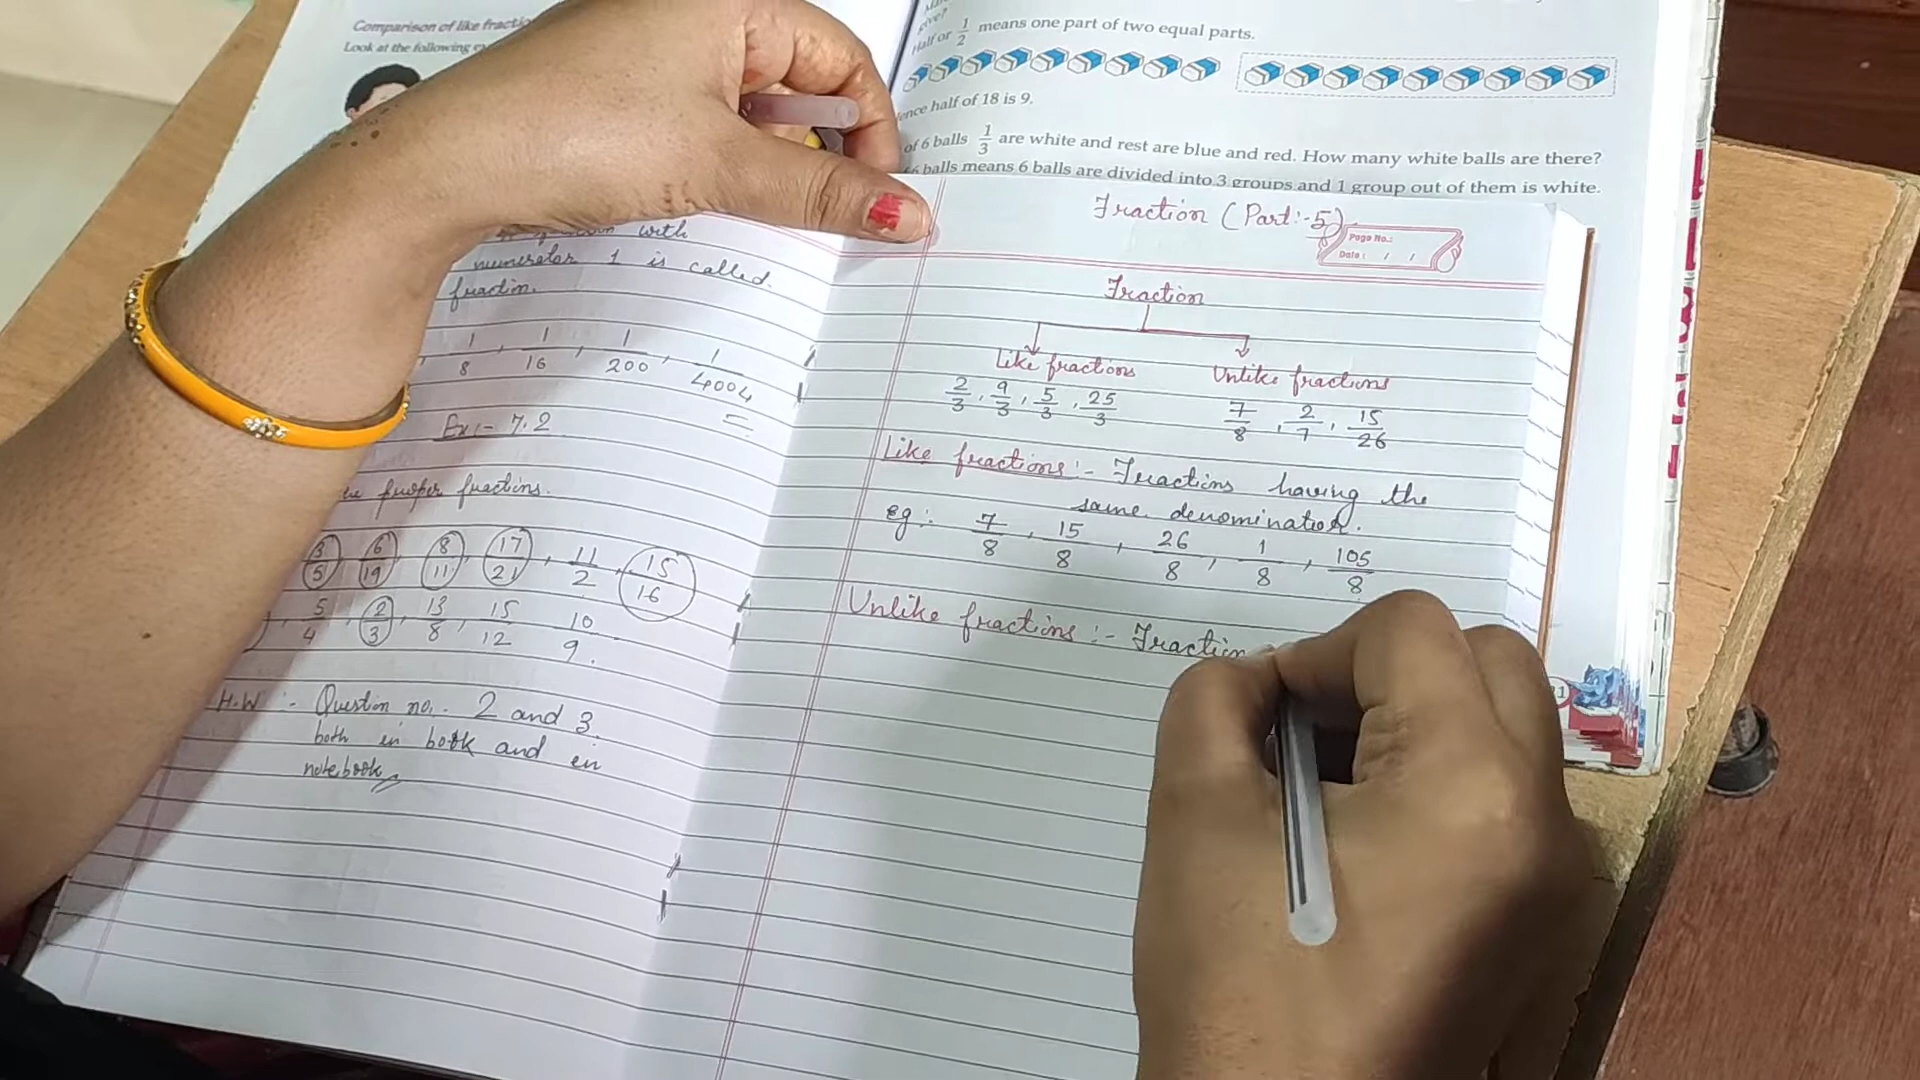 Comparison of like fractio
Look at the following
give?
Half or 1/2 means one part of two equal parts.
ence half of 18 is 9.
of 6 balls 1/3 are white and rest are blue and red. How many white balls are there?
balls means 6 balls are divided into 3 groups and 1 group out of them is white.
with
numerator 1 is called
fraction.
1/8, 1/16, 1/200, 1/4004
Ex:- 7.2
proper fractions.
3/5 6/19 8/11 17/21, 11/2, 15/16
, 5/4, 2/3, 13/8, 15/12 10/9.
H.W :- Question no. - 2 and 3.
both in book and in
notebook
Fraction (Part:-5)
Page No.:
Date: / /
Fraction
Like fractions
Unlike fractions
2/3, 9/3, 5/3, 25/3
7/8, 2/7, 15/26
Like fractions:- Fractions having the
same denominator.
eg:- 7/8, 15/8, 26/8, 1/8, 105/8
Unlike fractions:- Fraction